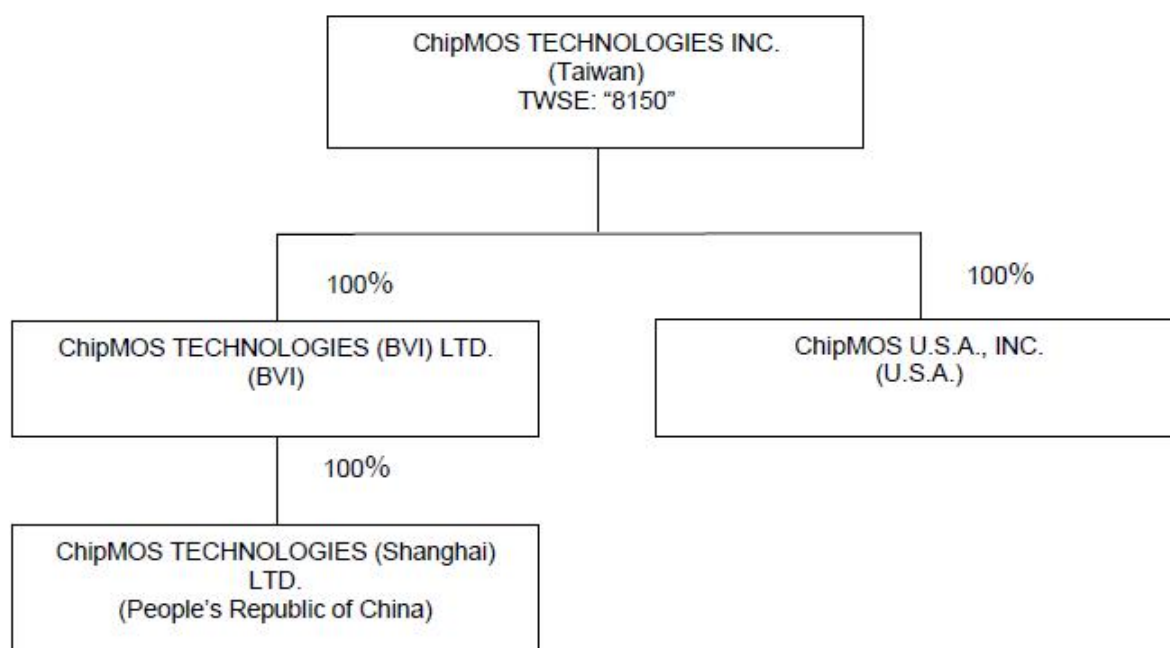 ChipMOS TECHNOLOGIES INC.
(Taiwan)
TWSE: “8150”
100%
100%
ChipMOS TECHNOLOGIES (BVI) LTD.
(BVI)
ChipMOS U.S.A., INC.
(U.S.A.)
100%
ChipMOS TECHNOLOGIES (Shanghai)
LTD.
(People’s Republic of China)